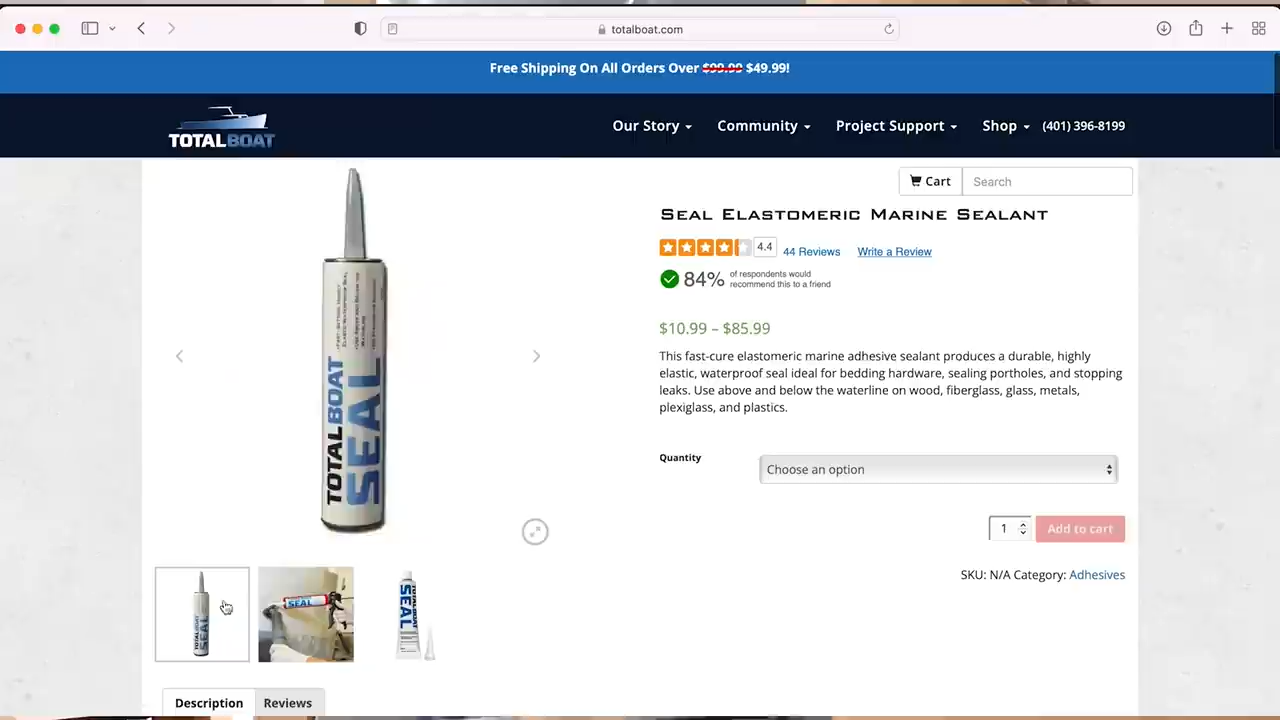 totalboat.com
Free Shipping On All Orders Over $99.99 $49.99!
TOTALBOAT
Our Story
Community
Project Support
Shop
(401) 396-8199
Cart
Search
Seal Elastomeric Marine Sealant
4.4
44 Reviews
Write a Review
84%
of respondents would
recommend this to a friend
$10.99 – $85.99
This fast-cure elastomeric marine adhesive sealant produces a durable, highly
elastic, waterproof seal ideal for bedding hardware, sealing portholes, and stopping
leaks. Use above and below the waterline on wood, fiberglass, glass, metals,
plexiglass, and plastics.
Quantity
Choose an option
1
Add to cart
SKU: N/A Category: Adhesives
TOTALBOAT
SEAL
TOTALBOAT
SEAL
SEAL
TOTALBOAT
SEAL
Description
Reviews